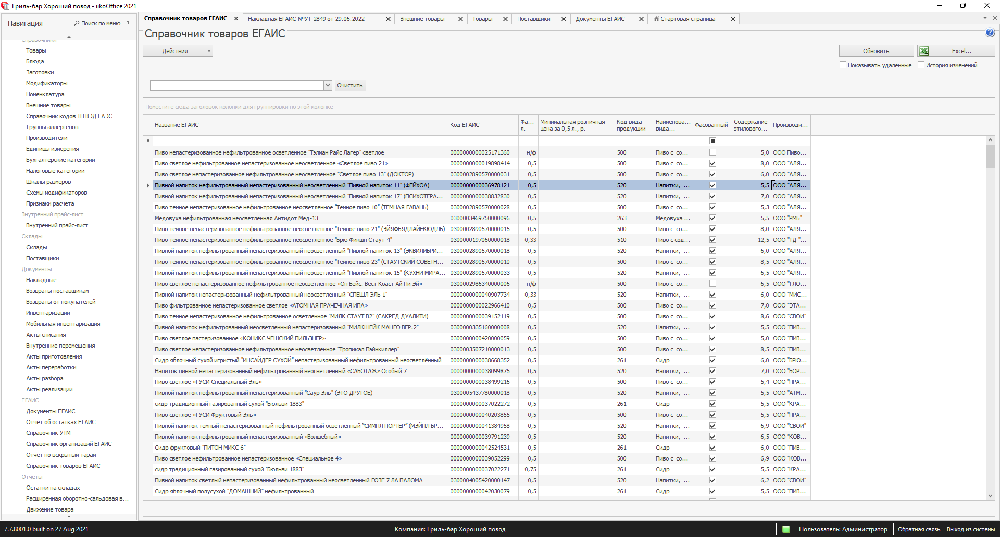 Гриль-бар Хороший повод - iikoOffice 2021
Навигация
Поиск по меню
Справочники
Товары
Блюда
Заготовки
Модификаторы
Номенклатура
Внешние товары
Справочник кодов ТН ВЭД ЕАЭС
Группы аллергенов
Производители
Единицы измерения
Бухгалтерские категории
Налоговые категории
Шкалы размеров
Схемы модификаторов
Признаки расчета
Внутренний прайс-лист
Внутренний прайс-лист
Склады
Склады
Поставщики
Документы
Накладные
Возвраты поставщикам
Возвраты от покупателей
Инвентаризации
Мобильная инвентаризация
Акты списания
Внутренние перемещения
Акты приготовления
Акты переработки
Акты разбора
Акты реализации
ЕГАИС
Документы ЕГАИС
Отчет об остатках ЕГАИС
Справочник УТМ
Справочник организаций ЕГАИС
Отчет по вскрытым тарам
Справочник товаров ЕГАИС
Отчеты
Остатки на складах
Расширенная оборотно-сальдовая в...
Движение товара
Справочник товаров ЕГАИС
Накладная ЕГАИС №УТ-2849 от 29.06.2022
Внешние товары
Товары
Поставщики
Документы ЕГАИС
Стартовая страница
Справочник товаров ЕГАИС
Действия
Обновить
Excel...
Показывать удаленные
История изменений
Очистить
Поместите сюда заголовок колонки для группировки по этой колонке
Название ЕГАИС Код ЕГАИС Фа... л. Минимальная розничная цена за 0,5 л., р. Код вида продукции Наименова... вида... Фасованный Содержание этилового... Производи...
Пиво непастеризованное нефильтрованное осветленное "Тэлман Райс Лагер" светлое 0000000000025171360 н/ф 500 Пиво с со... 5,0 ООО Пиво...
Пиво светлое нефильтрованное непастеризованное неосветленное «Светлое пиво 21» 0000000000019898414 0,5 500 Пиво с со... 8,0 ООО "АЛЯ...
Пиво светлое непастеризованное нефильтрованное неосветленное "Светлое пиво 13" (ДОКТОР) 0300002890570000031 0,5 500 Пиво с со... 6,0 ООО "АЛЯ...
Пивной напиток нефильтрованный непастеризованный неосветленный "Пивной напиток 11" (ФЕЙХОА) 0000000000036978121 0,5 520 Напитки, ... 5,5 ООО "АЛЯ...
Пивной напиток нефильтрованный непастеризованный неосветленный "Пивной напиток 17" (ПСИХОТЕРА... 0000000000038832830 0,5 520 Напитки, ... 7,0 ООО "АЛЯ...
Пиво темное непастеризованное нефильтрованное неосветленное "Темное пиво 10" (ТЕМНАЯ ГАВАНЬ) 0300002890570000028 0,5 500 Пиво с со... 5,3 ООО "АЛЯ...
Медовуха нефильтрованная неосветленная Антидот Мёд-13 0300003469750000096 0,5 263 Медовуха ... 5,5 ООО "РМБ"
Пиво темное непастеризованное нефильтрованное неосветленное "Темное пиво 21" (ЭЙЯФЬЯДЛАЙЁКЮДЛЬ) 0300002890570000015 0,5 500 Пиво с со... 8,0 ООО "АЛЯ...
Пиво темное непастеризованное нефильтрованное неосветленное "Брю Фикшн Стаут-4" 0300000197060000018 0,33 510 Пиво с сод... 12,5 ООО "ТД "...
Пивной напиток нефильтрованный непастеризованный неосветленный "Пивной напиток 13" (ЭКВИЛИБРИ... 0300002890570000018 0,5 520 Напитки, ... 6,0 ООО "АЛЯ...
Пиво темное непастеризованное нефильтрованное неосветленное "Темное пиво 23" (СТАУТСКИЙ СОВЕТН... 0300002890570000010 0,5 500 Пиво с со... 8,5 ООО "АЛЯ...
Пивной напиток нефильтрованный непастеризованный неосветленный "Пивной напиток 15" (КУХНИ МИРА... 0300002890570000033 0,5 520 Напитки, ... 6,5 ООО "АЛЯ...
Пиво светлое непастеризованное нефильтрованное неосветленное «Он Бейс. Вест Коаст Ай Пи Эй» 0300002986340000006 н/ф 500 Пиво с со... 6,5 ООО "ГЛО...
Пивной напиток непастеризованный нефильтрованный неосветленный "СПЕШЛ ЭЛЬ 1" 0000000000040907734 0,33 520 Напитки, ... 6,0 ООО "МИС...
Пиво фильтрованное непастеризованное светлое «АТОМНАЯ ПРАЧЕЧНАЯ ИПА» 0000000000022966410 0,5 500 Пиво с со... 7,0 ООО "ЭТА...
Пиво темное непастеризованное нефильтрованное осветленное "МИЛК СТАУТ В2" (САКРЕД ДУАЛИТИ) 0000000000039152119 0,5 500 Пиво с со... 8,6 ООО "СВОИ"
Пивной напиток нефильтрованный неосветленный непастеризованный "МИЛКШЕЙК МАНГО ВЕР.2" 0300000335160000008 0,5 520 Напитки, ... 5,5 ООО "ПИВ...
Пиво светлое пастеризованное «КОНИКС ЧЕШСКИЙ ПИЛЬЗНЕР» 0100000000420000059 0,5 500 Пиво с со... 5,0 ООО "ПИВ...
Пиво светлое непастеризованное нефильтрованное неосветленное "Тропикал Пэйнкиллер" 0300003507210000013 0,5 500 Пиво с со... 8,5 ООО "ПИВ...
Сидр яблочный сухой игристый "ИНСАЙДЕР СУХОЙ" непастеризованный нефильтрованный неосветлённый 0000000000038668352 0,5 261 Сидр 6,0 ООО "БРЮ...
Напиток пивной непастеризованный нефильтрованный неосветленный «САБОТАЖ» Особый 7 0000000000038099875 0,5 520 Напитки, ... 7,0 ООО "БОР...
Пиво светлое «ГУСИ Специальный Эль» 0000000000038499216 0,5 500 Пиво с со... 5,4 ООО "ПРА...
Пивной напиток нефильтрованный непастеризованный "Саур Эль" (ЭТО ДРУГОЕ) 0300005437780000018 0,5 520 Напитки, ... 5,5 ООО "АТМ...
сидр традиционный газированный сухой "Бюльви 1883" 0000000000037022272 0,5 261 Сидр 5,5 ООО "КРА...
Пиво светлое «ГУСИ Фруктовый Эль» 0000000000040203855 0,5 500 Пиво с со... 5,5 ООО "ПРА...
Пивной напиток темный непастеризованный нефильтрованный осветленный "СИМПЛ ПОРТЕР" (МЭЙПЛ БР... 0000000000041384958 0,5 520 Напитки, ... 6,9 ООО "СВОИ"
Пивной напиток нефильтрованный непастеризованный «Волшебный» 0000000000039791239 0,5 520 Напитки, ... 6,5 ООО "КОВ...
Сидр фруктовый "ПИТОН МИКС 6" 0000000000042524531 0,5 261 Сидр 6,0 ООО "ПИВ...
Пиво светлое нефильтрованное непастеризованное «Специальное 4» 0000000000039052299 0,5 500 Пиво с со... 6,9 ООО "КОВ...
сидр традиционный газированный сухой "Бюльви 1883" 0000000000037022271 0,75 261 Сидр 5,5 ООО "КРА...
Пивной напиток светлый непастеризованный нефильтрованный неосветленный ГОЗЕ 7 ЛА ПАЛОМА 0300004005420000147 0,5 520 Напитки, ... 6,2 ООО "СВОИ"
Сидр яблочный полусухой "ДОМАШНИЙ" нефильтрованный 0000000000042030079 0,5 261 Сидр 5,5 ООО "ПИВ...
7.7.8001.0 built on 27 Aug 2021
Компания: Гриль-бар Хороший повод
Пользователь: Администратор
Обратная связь
Выход из системы